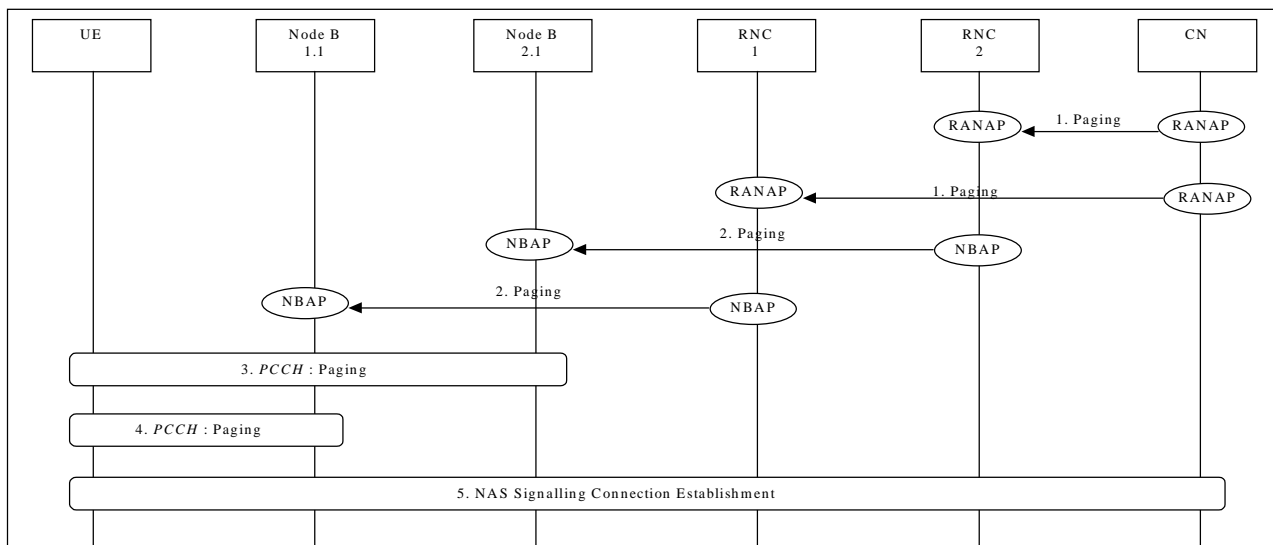 UE
Node B
1.1
Node B
2.1
RNC
1
RNC
2
CN
RANAP
1. Paging
RANAP
RANAP
1. Paging
RANAP
NBAP
2. Paging
NBAP
NBAP
2. Paging
NBAP
3. PCCH : Paging
4. PCCH : Paging
5. NAS Signalling Connection Establishment